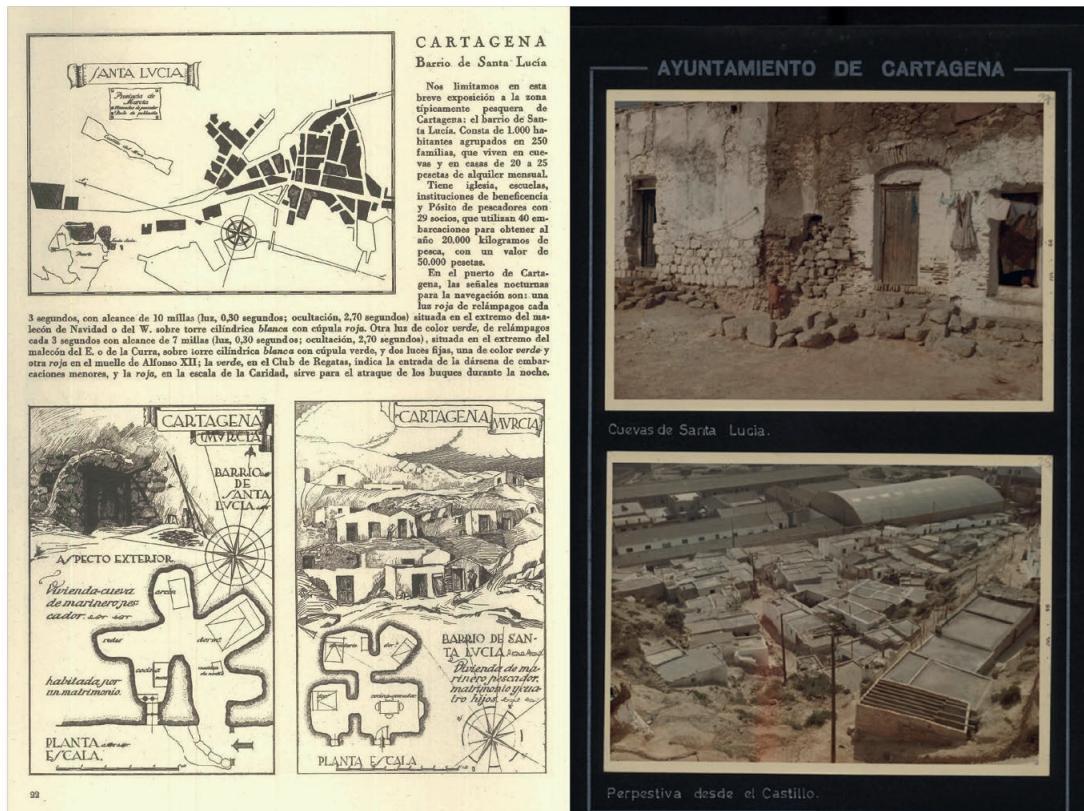 SANTA LVCIA
Provincia de
Murcia
CARTAGENA
Barrio de Santa Lucía
Nos limitamos en esta
breve exposición a la zona
típicamente pesquera de
Cartagena: el barrio de San-
ta Lucía. Consta de 1.000 ha-
bitantes agrupados en 250
familias, que viven en cue-
vas y en casas de 20 a 25
pesetas de alquiler mensual.
Tiene iglesia, escuelas,
instituciones de beneficencia
y Pósito de pescadores con
29 socios, que utilizan 40 em-
barcaciones para obtener al
año 20.000 kilogramos de
pesca, con un valor de
50.000 pesetas.
En el puerto de Carta-
gena, las señales nocturnas
para la navegación son: una
luz roja de relámpagos cada
3 segundos, con alcance de 10 millas (luz, 0,30 segundos; ocultación, 2,70 segundos) situada en el extremo del ma-
lecón de Navidad o del W. sobre torre cilíndrica blanca con cúpula roja. Otra luz de color verde, de relámpagos
cada 3 segundos con alcance de 7 millas (luz, 0,30 segundos; ocultación, 2,70 segundos), situada en el extremo del
malecón del E. o de la Curra, sobre torre cilíndrica blanca con cúpula verde, y dos luces fijas, una de color verde y
otra roja en el muelle de Alfonso XII; la verde, en el Club de Regatas, indica la entrada de la dársena de embar-
caciones menores, y la roja, en la escala de la Caridad, sirve para el atraque de los buques durante la noche.
CARTAGENA
MVRCIA
BARRIO
DE
SANTA
LVCIA
ASPECTO EXTERIOR
Vivienda-cueva
de marinero pes-
cador
redes
cocina
habitada por
un matrimonio.
PLANTA
ESCALA.
CARTAGENA MVRCIA
BARRIO DE SAN-
TA LVCIA
Vivienda de ma-
rinero pescador,
matrimonio y cua-
tro hijos
PLANTA ESCALA
92
AYUNTAMIENTO DE CARTAGENA
Cuevas de Santa Lucia.
Perpestiva desde el Castillo.